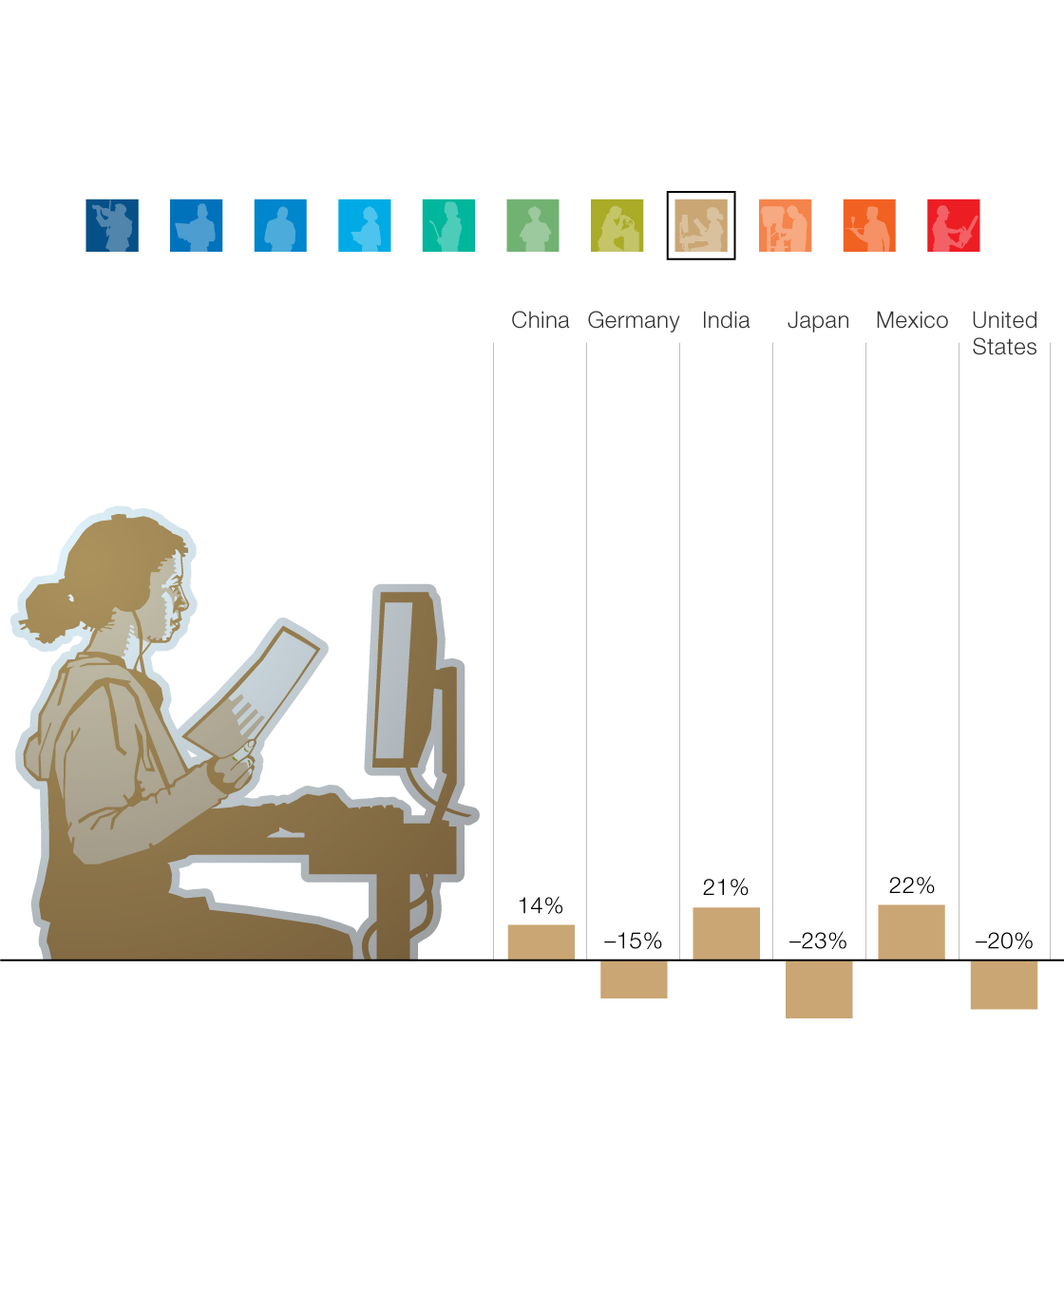 China Germany India Japan Mexico United
States
14% –15% 21% –23% 22% –20%